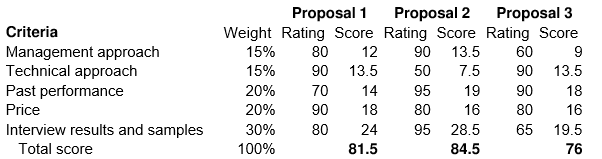 Proposal 1 Proposal 2 Proposal 3
Criteria Weight Rating Score Rating Score Rating Score
Management approach 15% 80 12 90 13.5 60 9
Technical approach 15% 90 13.5 50 7.5 90 13.5
Past performance 20% 70 14 95 19 90 18
Price 20% 90 18 80 16 80 16
Interview results and samples 30% 80 24 95 28.5 65 19.5
Total score 100% 81.5 84.5 76